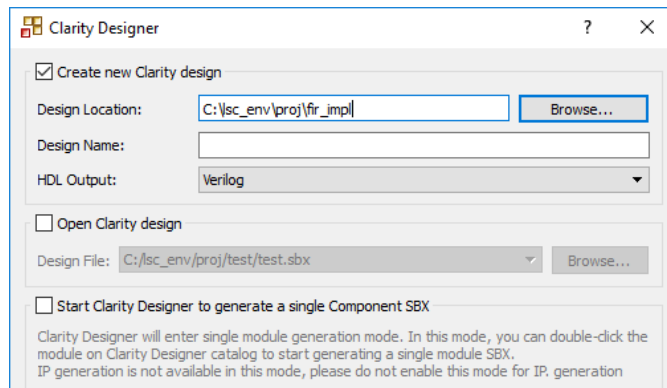 Clarity Designer ? X
Create new Clarity design
Design Location: C:\lsc_env\proj\fir_impl Browse...
Design Name:
HDL Output: Verilog
Open Clarity design
Design File: C:/lsc_env/proj/test/test.sbx Browse...
Start Clarity Designer to generate a single Component SBX
Clarity Designer will enter single module generation mode. In this mode, you can double-click the
module on Clarity Designer catalog to start generating a single module SBX.
IP generation is not available in this mode, please do not enable this mode for IP. generation